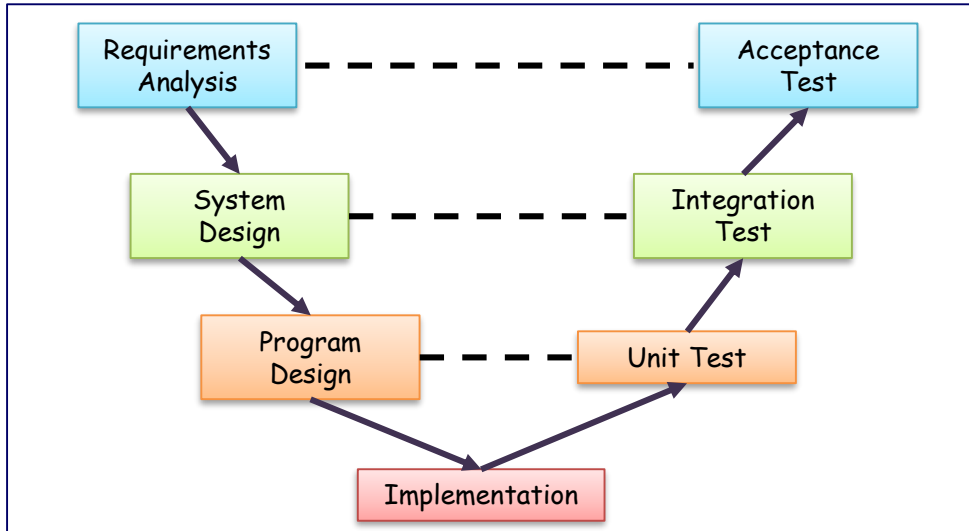 Requirements
Analysis
Acceptance
Test
System
Design
Integration
Test
Program
Design
Unit Test
Implementation